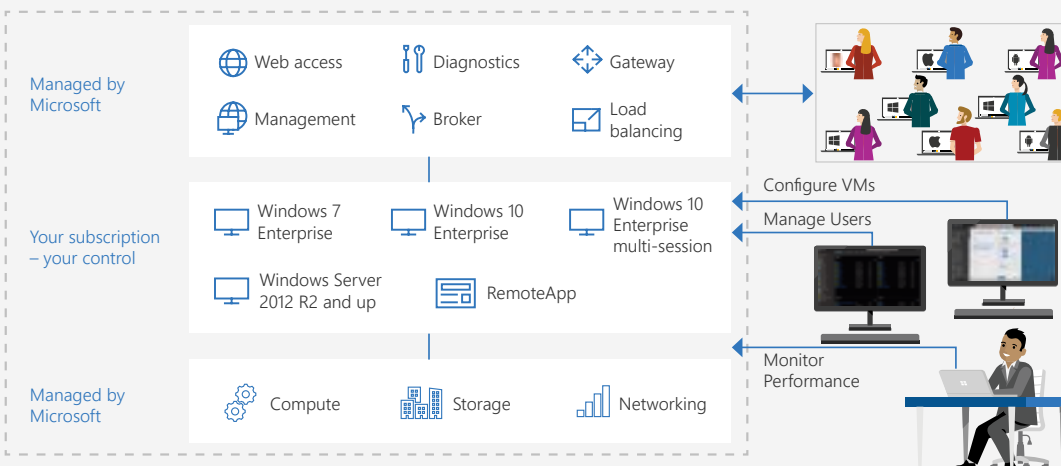 Managed by
Microsoft
Web access
Diagnostics
Gateway
Management
Broker
Load
balancing
Your subscription
– your control
Windows 7
Enterprise
Windows 10
Enterprise
Windows 10
Enterprise
multi-session
Windows Server
2012 R2 and up
RemoteApp
Managed by
Microsoft
Compute
Storage
Networking
Configure VMs
Manage Users
Monitor
Performance